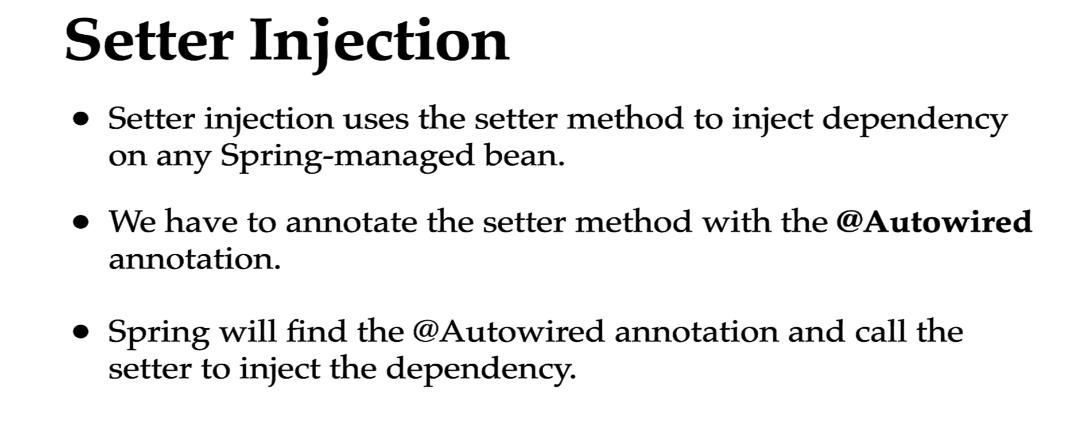 Setter Injection
• Setter injection uses the setter method to inject dependency
on any Spring-managed bean.
• We have to annotate the setter method with the @Autowired
annotation.
• Spring will find the @Autowired annotation and call the
setter to inject the dependency.